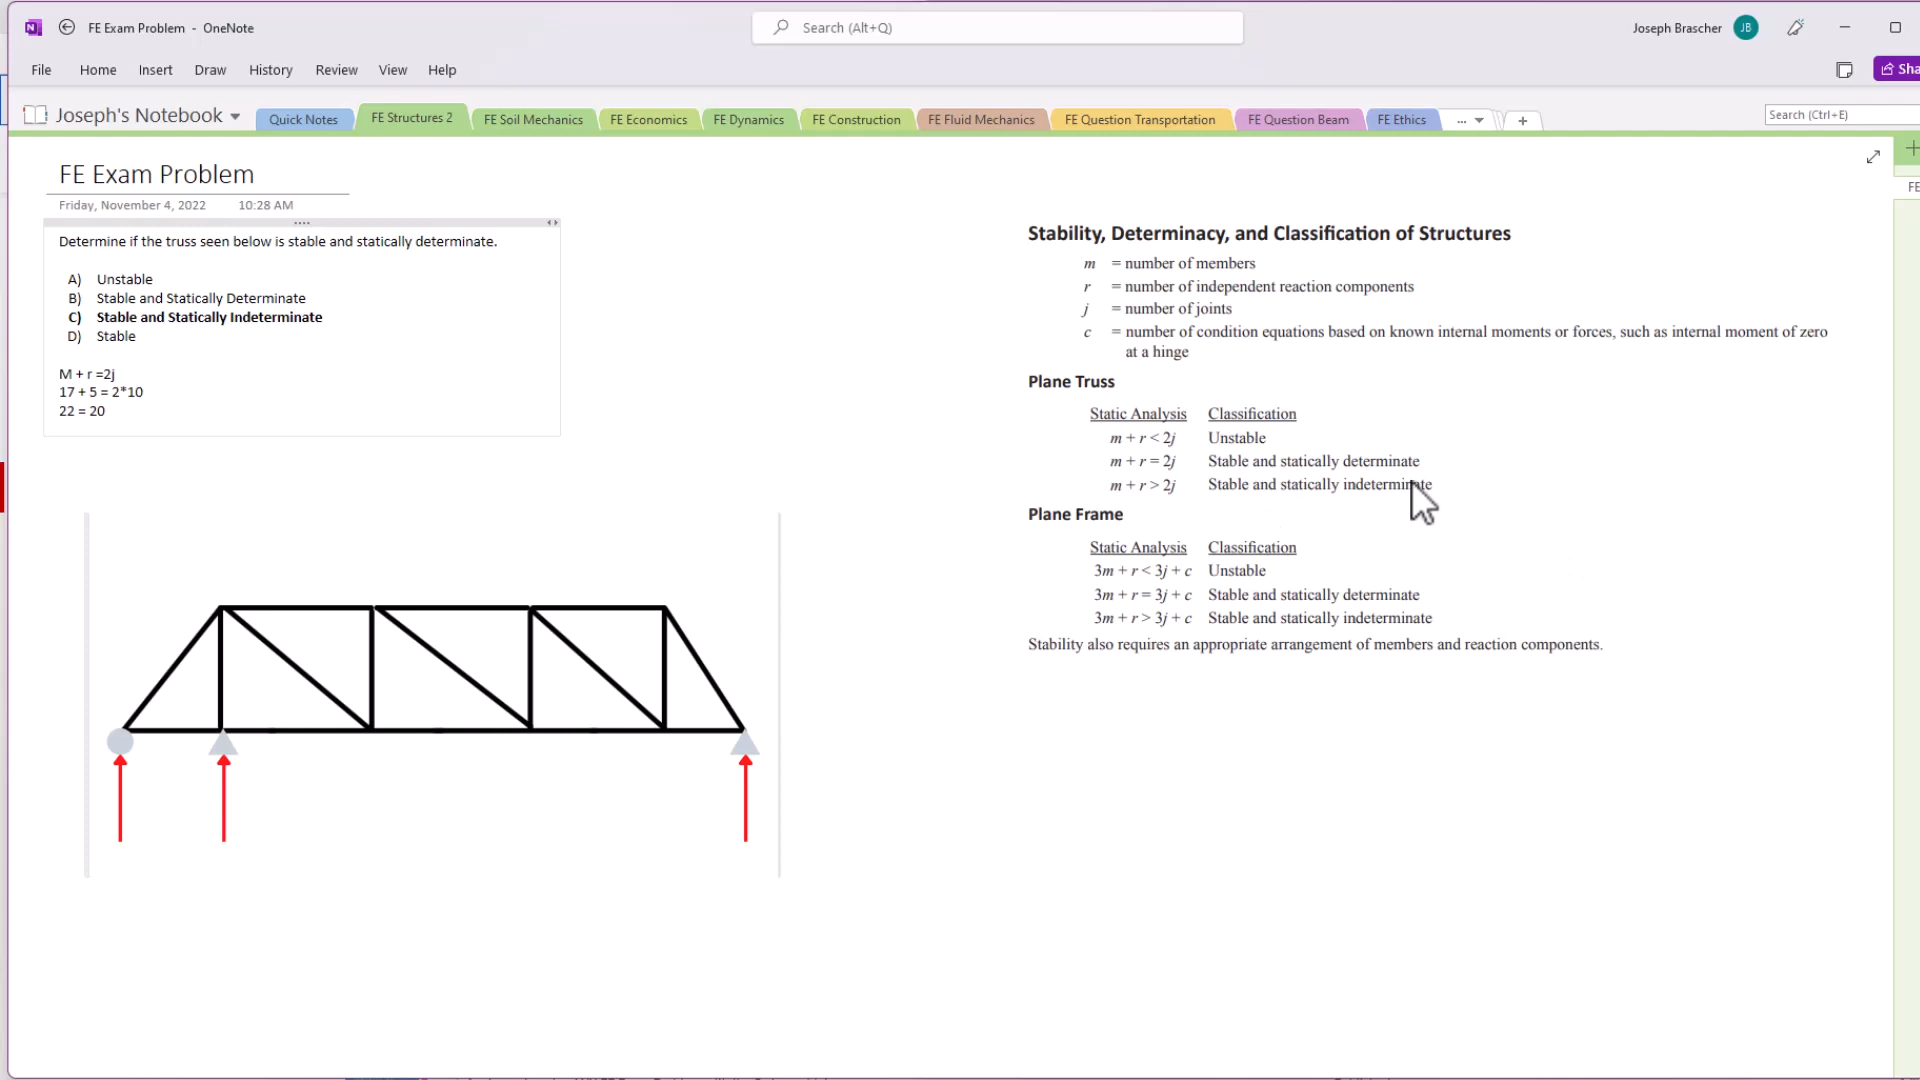 FE Exam Problem - OneNote
Search (Alt+Q)
Joseph Brascher
JB
File Home Insert Draw History Review View Help
Sha
Joseph's Notebook
Quick Notes
FE Structures 2
FE Soil Mechanics
FE Economics
FE Dynamics
FE Construction
FE Fluid Mechanics
FE Question Transportation
FE Question Beam
FE Ethics
...
+
Search (Ctrl+E)
FE
FE Exam Problem
Friday, November 4, 2022 10:28 AM
Determine if the truss seen below is stable and statically determinate.
A) Unstable
B) Stable and Statically Determinate
C) Stable and Statically Indeterminate
D) Stable
M + r =2j
17 + 5 = 2*10
22 = 20
Stability, Determinacy, and Classification of Structures
m = number of members
r = number of independent reaction components
j = number of joints
c = number of condition equations based on known internal moments or forces, such as internal moment of zero
at a hinge
Plane Truss
Static Analysis Classification
m + r < 2j Unstable
m + r = 2j Stable and statically determinate
m + r > 2j Stable and statically indeterminate
Plane Frame
Static Analysis Classification
3m + r < 3j + c Unstable
3m + r = 3j + c Stable and statically determinate
3m + r > 3j + c Stable and statically indeterminate
Stability also requires an appropriate arrangement of members and reaction components.